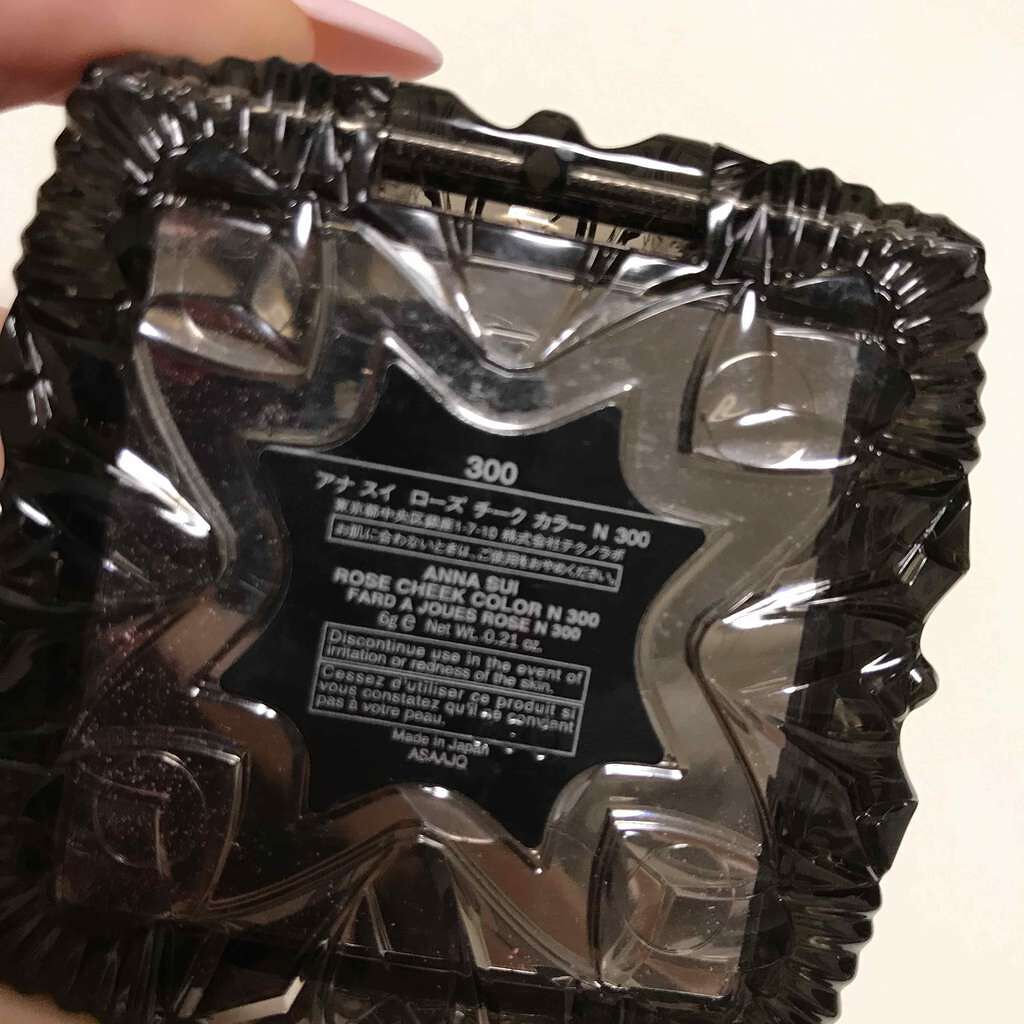 300
アナ スイ ローズ チーク カラー N 300
東京都中央区銀座1-7-10 株式会社テクノラボ
お肌に合わないときは、ご使用をおやめください。
ANNA SUI
ROSE CHEEK COLOR N 300
FARD À JOUES ROSE N 300
6g ℮ Net Wt. 0.21 oz.
Discontinue use in the event of
irritation or redness of the skin.
Cessez d'utiliser ce produit si
vous constatez qu'il ne convient
pas à votre peau.
Made in Japan
ASAAJQ